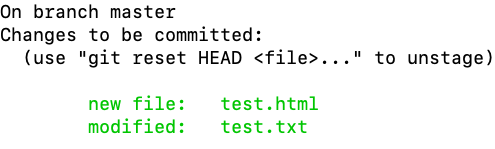 On branch master
Changes to be committed:
  (use "git reset HEAD <file>..." to unstage)

        new file:   test.html
        modified:   test.txt